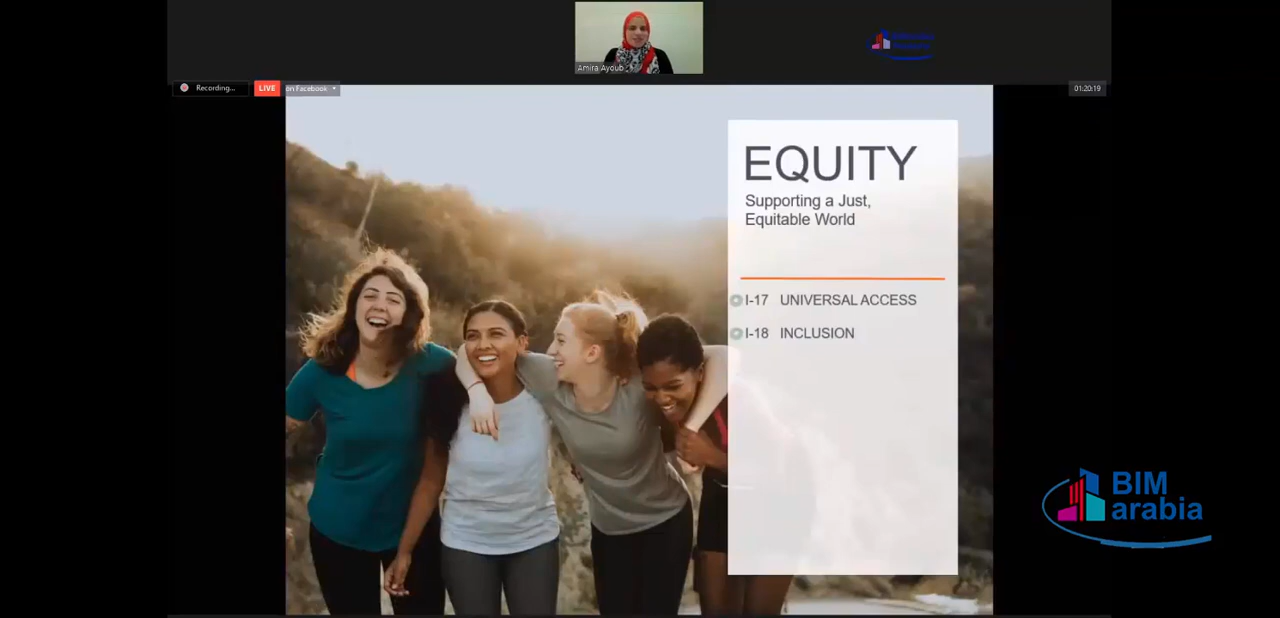 Amira Ayoub
Recording...
LIVE
on Facebook
01:20:19
EQUITY
Supporting a Just,
Equitable World
I-17 UNIVERSAL ACCESS
I-18 INCLUSION
BIM
arabia